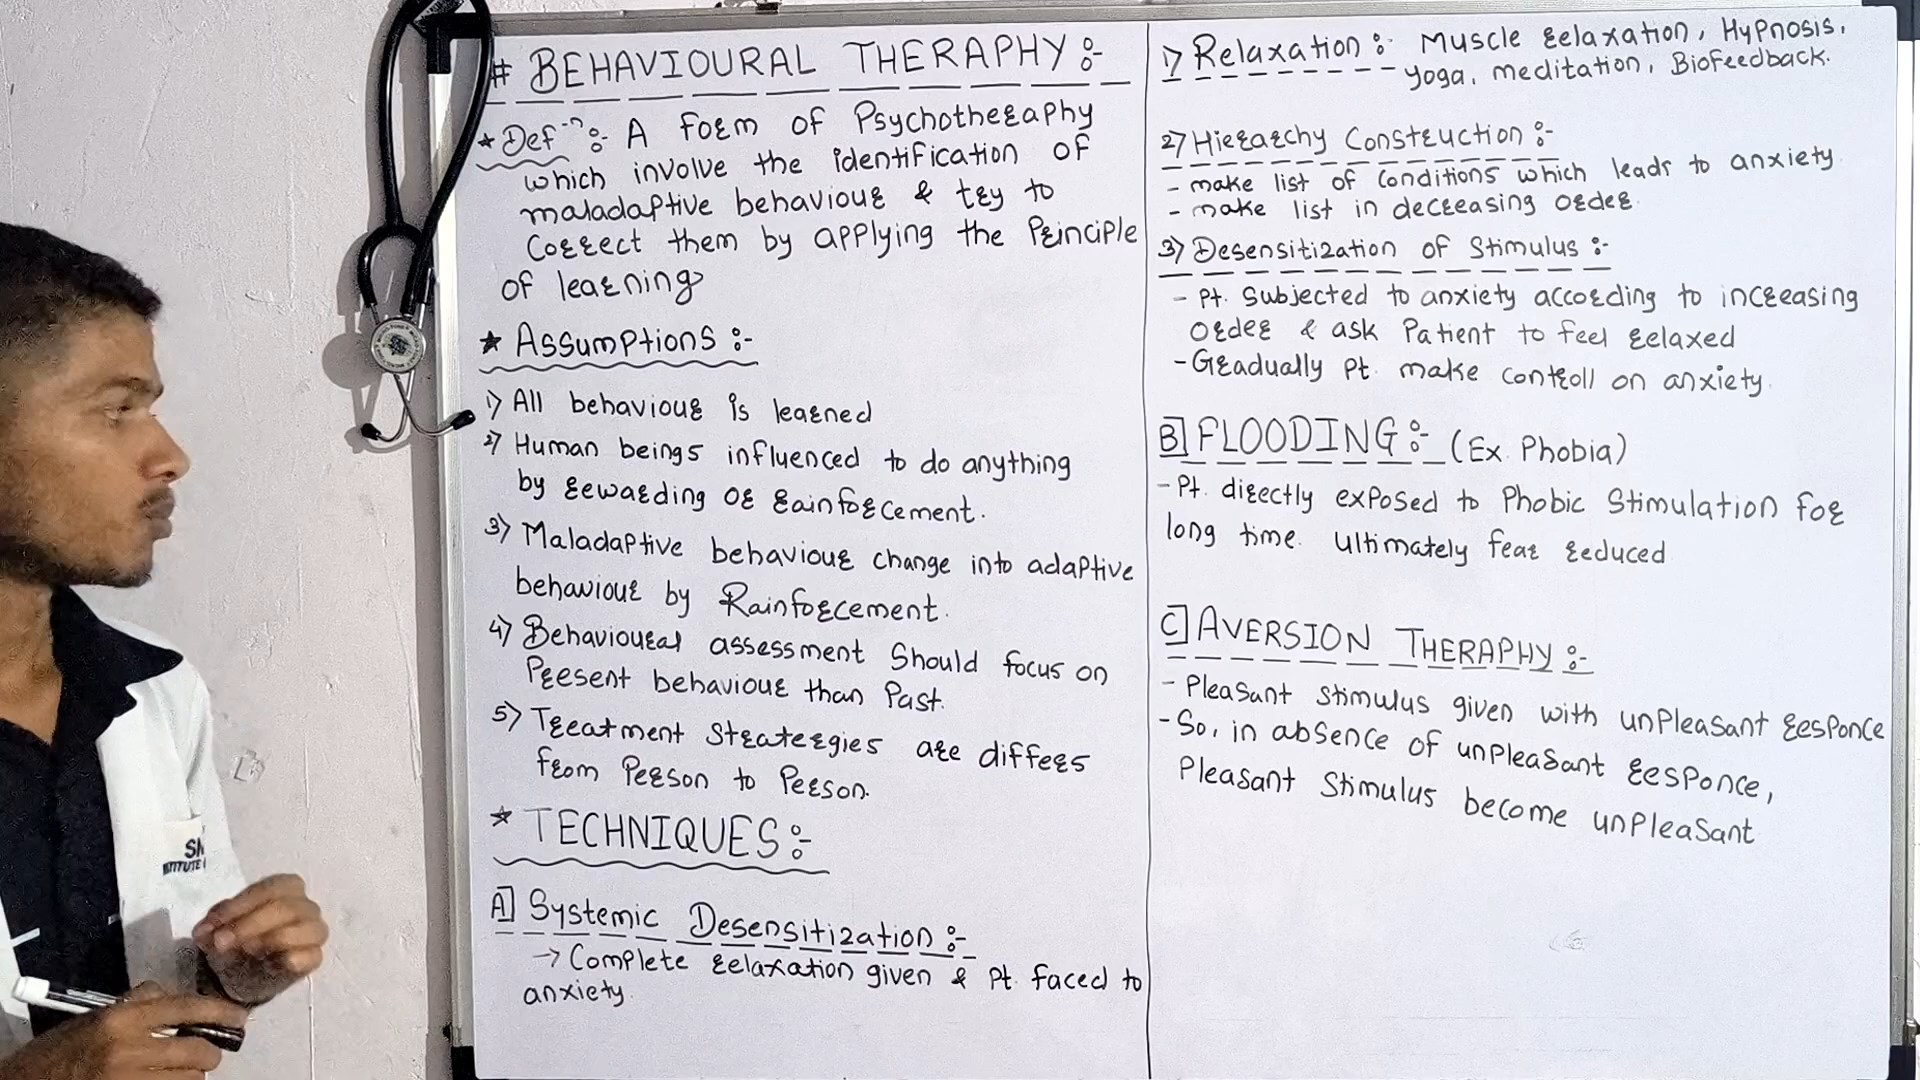 # BEHAVIOURAL THERAPHY :-
* Def-n :- A form of Psychotheraphy
which involve the identification of
maladaptive behaviour & try to
Correct them by applying the Principle
of learning
* Assumptions :-
1) All behaviour is learned
2) Human beings influenced to do anything
by rewarding or rainforcement.
3) Maladaptive behaviour change into adaptive
behaviour by Rainforcement.
4) Behavioural assessment Should focus on
Present behaviour than Past.
5) Treatment Stratergies are differs
from Person to Person.
* TECHNIQUES :-
A] Systemic Desensitization :-
→ Complete relaxation given & Pt. faced to
anxiety.
1) Relaxation :- Muscle relaxation, Hypnosis,
yoga, meditation, Biofeedback.
2) Hierarchy Construction :-
- make list of Conditions which leads to anxiety
- make list in decreasing order
3) Desensitization of Stimulus :-
- Pt. Subjected to anxiety according to increasing
order & ask Patient to feel relaxed
- Gradually Pt. make controll on anxiety.
B] FLOODING :- (Ex. Phobia)
- Pt. directly exposed to Phobic Stimulation for
long time. Ultimately fear reduced
C] AVERSION THERAPHY :-
- Pleasant stimulus given with unpleasant responce
- So, in absence of unpleasant responce,
Pleasant Stimulus become unpleasant